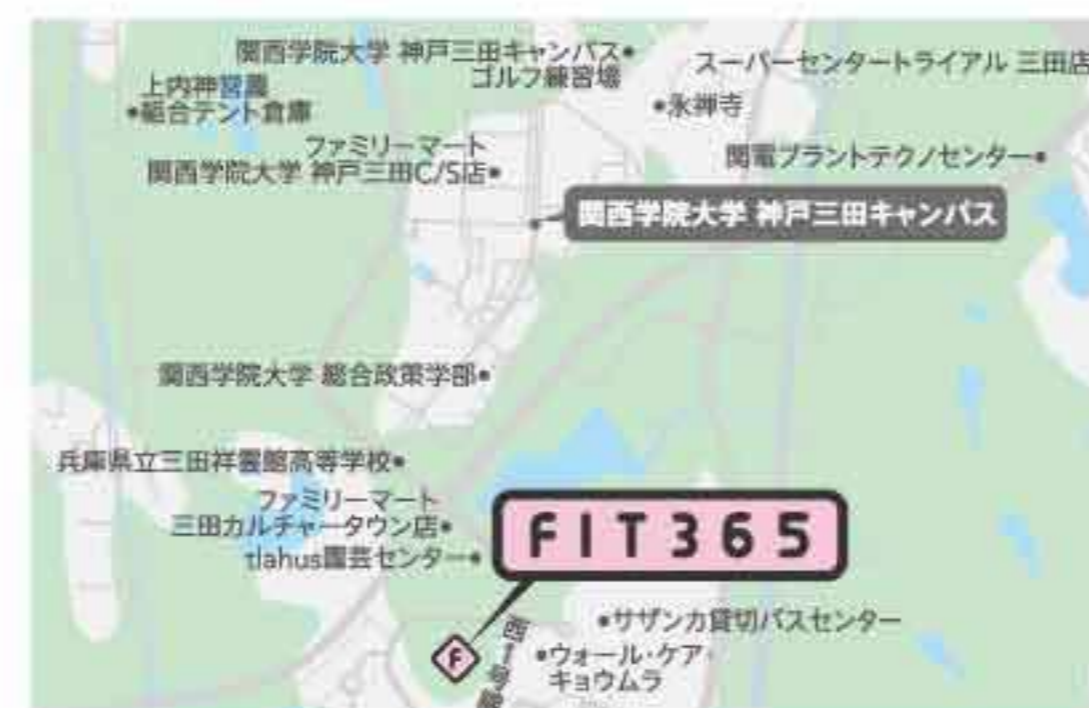 関西学院大学 神戸三田キャンパス
ゴルフ練習場
スーパーセンタートライアル 三田店
上内神
総合テント倉庫
永禅寺
ファミリーマート
関西学院大学 神戸三田C/S店
関電プラントテクノセンター
関西学院大学 神戸三田キャンパス
関西学院大学 総合政策学部
兵庫県立三田祥雲館高等学校
ファミリーマート
三田カルチャータウン店
tlahus園芸センター
FIT365
サザンカ貸切バスセンター
F
西1号
ウォール・ケア・
キョウムラ